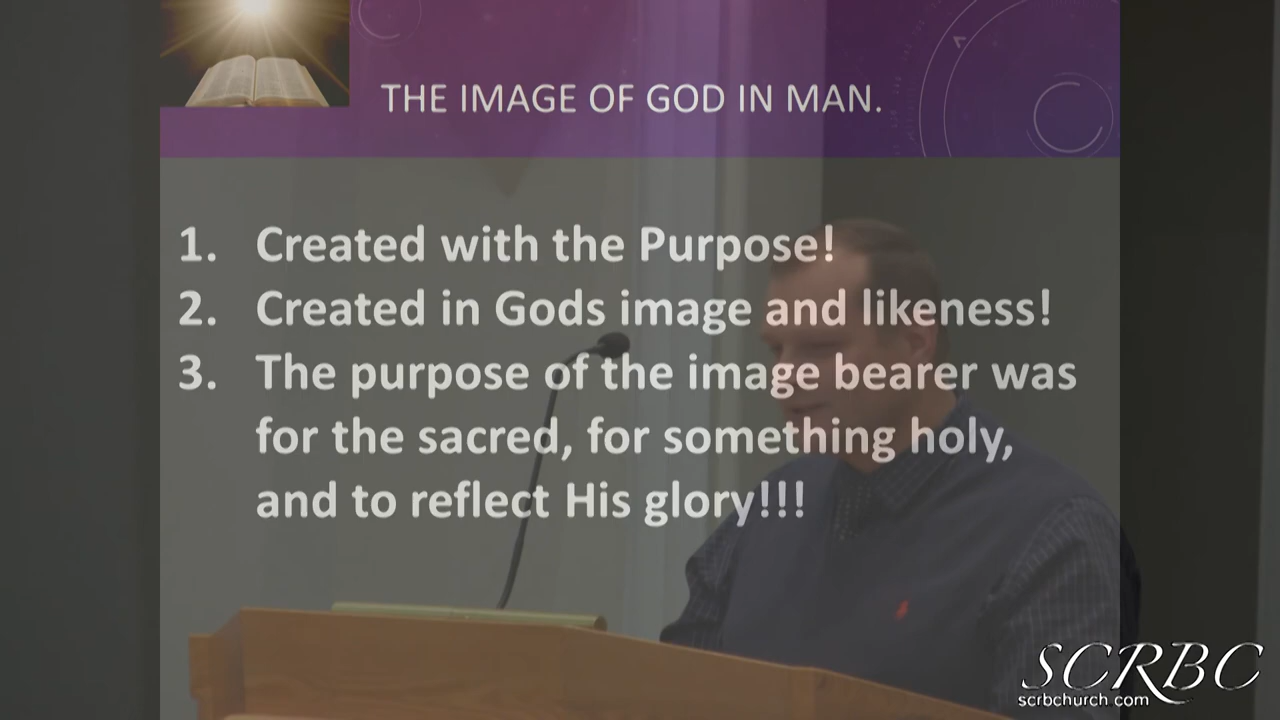 THE IMAGE OF GOD IN MAN.
1. Created with the Purpose!
2. Created in Gods image and likeness!
3. The purpose of the image bearer was
for the sacred, for something holy,
and to reflect His glory!!!
SCRBC
scrbchurch.com